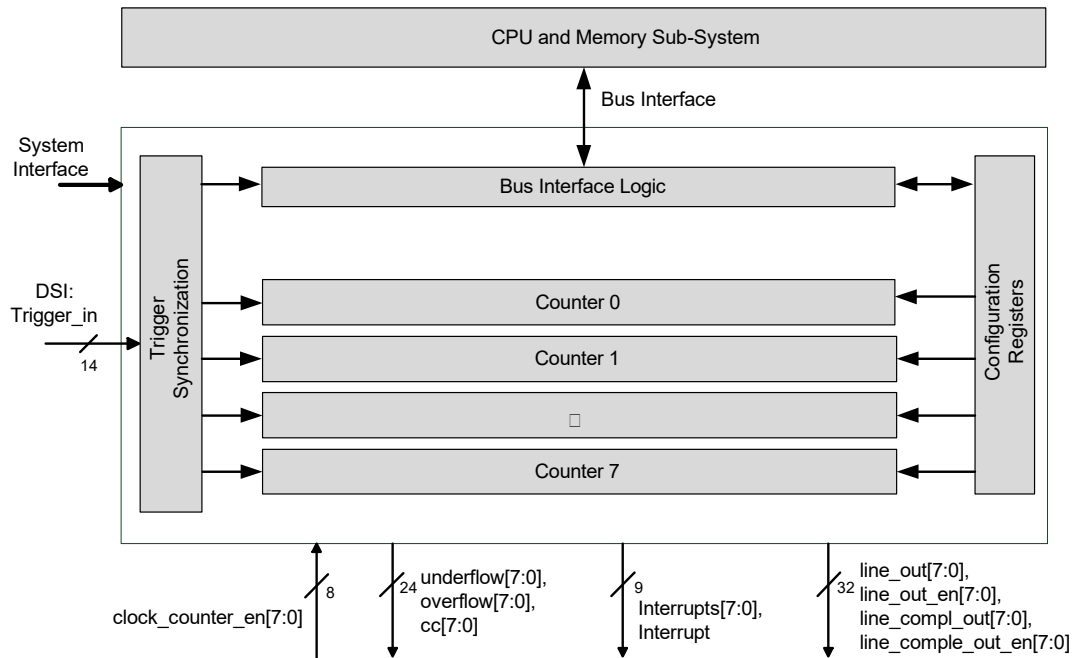 CPU and Memory Sub-System
Bus Interface
System
Interface
Bus Interface Logic
Trigger
Synchronization
Configuration
Registers
DSI:
Trigger_in
14
Counter 0
Counter 1
Counter 7
clock_counter_en[7:0]
8
24
underflow[7:0],
overflow[7:0],
cc[7:0]
9
Interrupts[7:0],
Interrupt
32
line_out[7:0],
line_out_en[7:0],
line_compl_out[7:0],
line_comple_out_en[7:0]